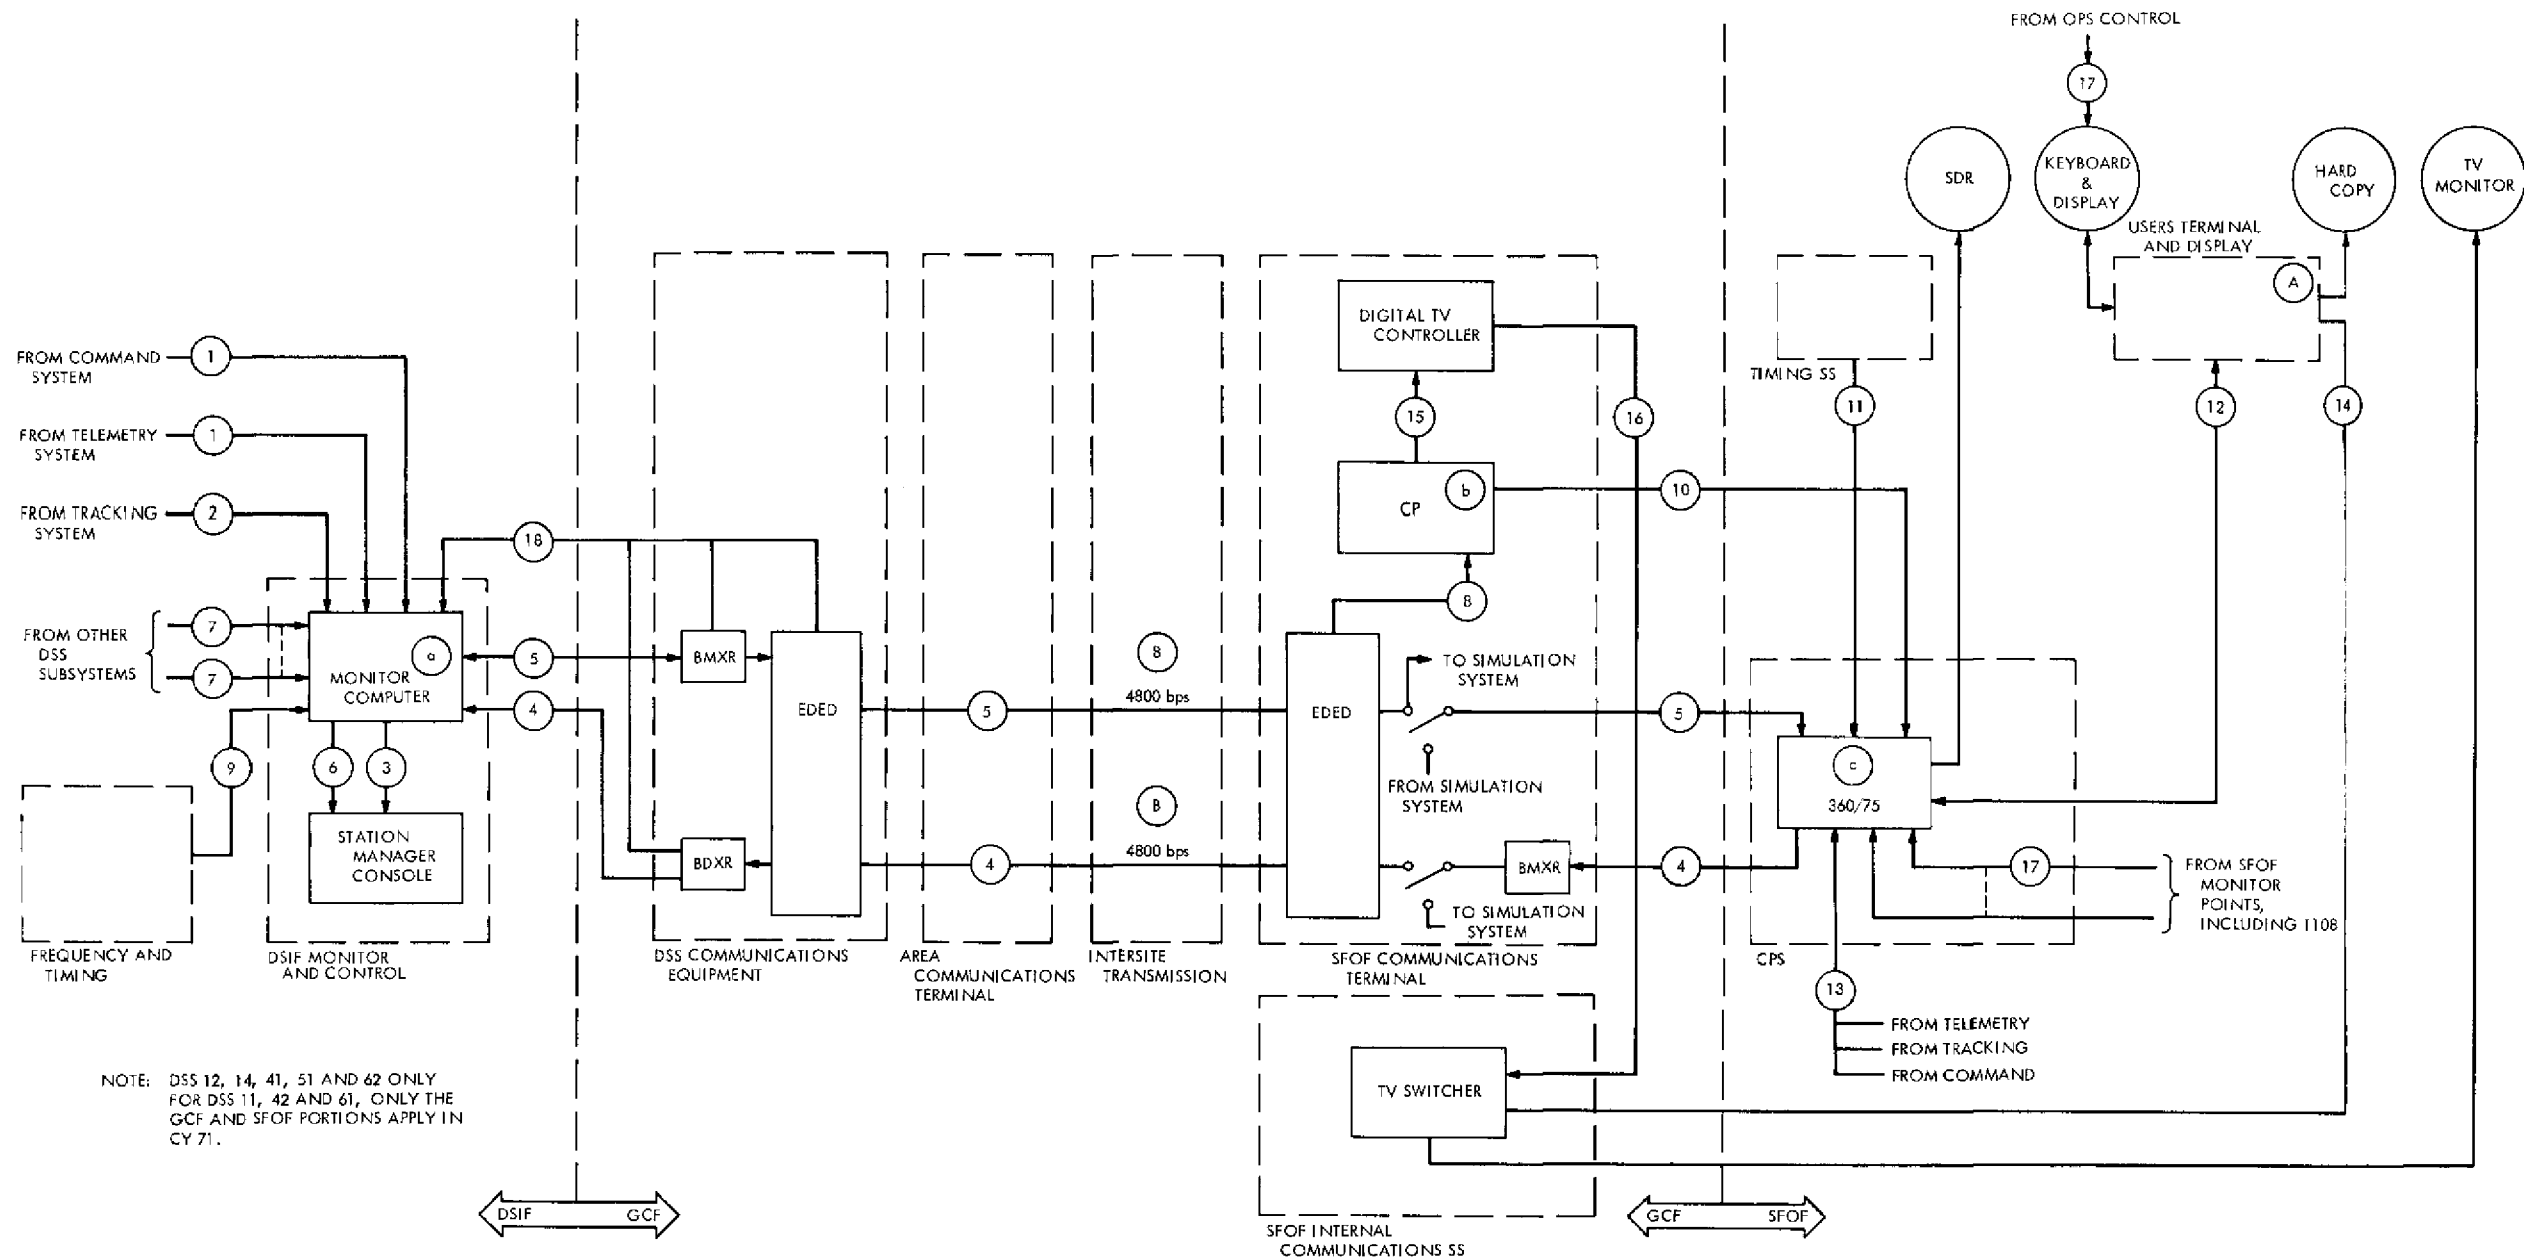 FROM OPS CONTROL
17
SDR
KEYBOARD
&
DISPLAY
HARD
COPY
TV
MONITOR
USERS TERMINAL
AND DISPLAY
A
DIGITAL TV
CONTROLLER
TIMING SS
FROM COMMAND
SYSTEM
1
15
16
11
12
14
FROM TELEMETRY
SYSTEM
1
CP
b
10
FROM TRACKING
SYSTEM
2
18
8
FROM OTHER
DSS
SUBSYSTEMS
7
7
a
MONITOR
COMPUTER
5
4
BMXR
EDED
5
8
4800 bps
EDED
TO SIMULATION
SYSTEM
5
FROM SIMULATION
SYSTEM
9
6
3
STATION
MANAGER
CONSOLE
BDXR
4
B
4800 bps
BMXR
4
TO SIMULATION
SYSTEM
c
360/75
17
FROM SFOF
MONITOR
POINTS,
INCLUDING 1108
FREQUENCY AND
TIMING
DSIF MONITOR
AND CONTROL
DSS COMMUNICATIONS
EQUIPMENT
AREA
COMMUNICATIONS
TERMINAL
INTERSITE
TRANSMISSION
SFOF COMMUNICATIONS
TERMINAL
CPS
13
FROM TELEMETRY
FROM TRACKING
FROM COMMAND
TV SWITCHER
NOTE: DSS 12, 14, 41, 51 AND 62 ONLY
FOR DSS 11, 42 AND 61, ONLY THE
GCF AND SFOF PORTIONS APPLY IN
CY 71.
DSIF GCF
GCF SFOF
SFOF INTERNAL
COMMUNICATIONS SS